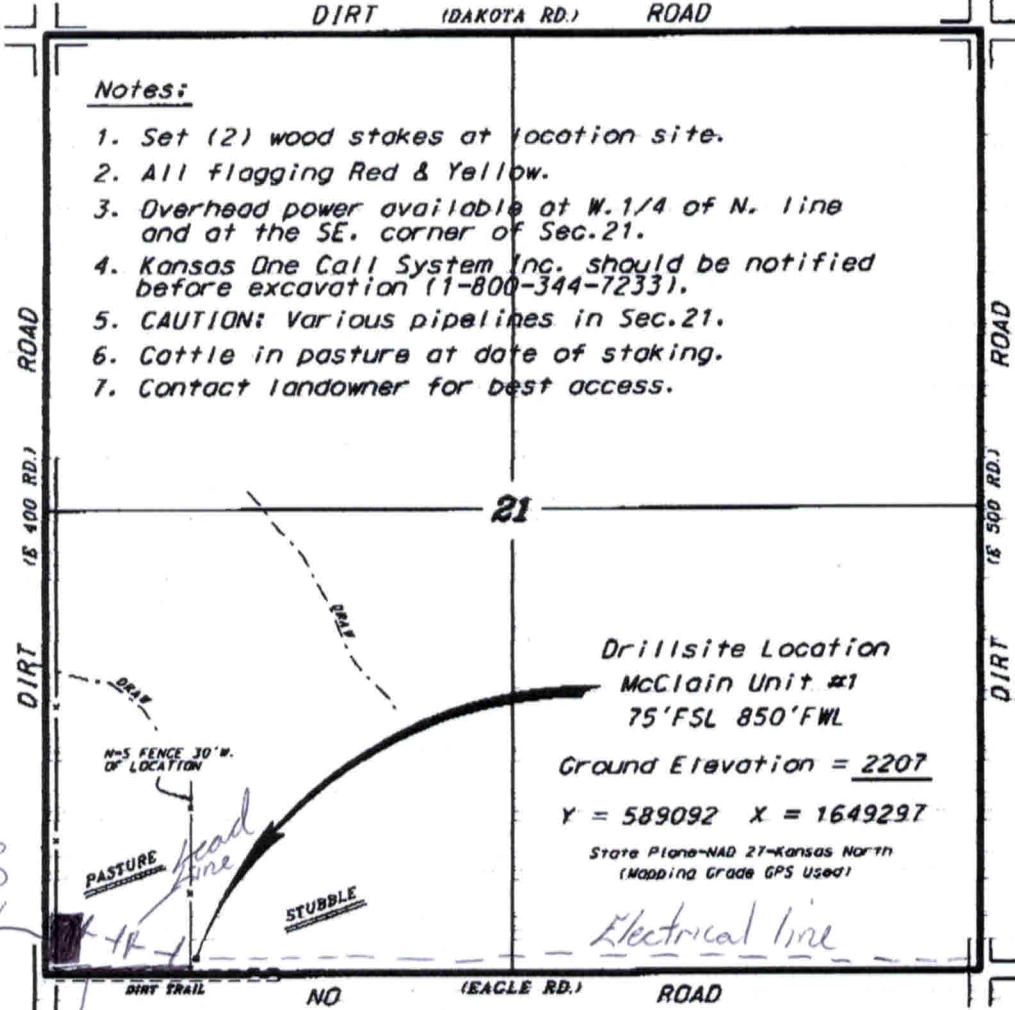 DIRT (DAKOTA RD.) ROAD
Notes:
1. Set (2) wood stakes at location site.
2. All flagging Red & Yellow.
3. Overhead power available at W.1/4 of N. line
and at the SE. corner of Sec.21.
4. Kansas One Call System Inc. should be notified
before excavation (1-800-344-7233).
5. CAUTION: Various pipelines in Sec.21.
6. Cattle in pasture at date of staking.
7. Contact landowner for best access.
DIRT (E 400 RD.) ROAD
DIRT (E 500 RD.) ROAD
21
DRAW
DRAW
Drillsite Location
McClain Unit #1
75'FSL 850'FWL
Ground Elevation = 2207
Y = 589092 X = 1649297
State Plane-NAD 27-Kansas North
(Mapping Grade GPS Used)
N-S FENCE 30'W.
OF LOCATION
PASTURE
Lead
line
STUBBLE
Electrical line
DIRT TRAIL
NO (EAGLE RD.) ROAD